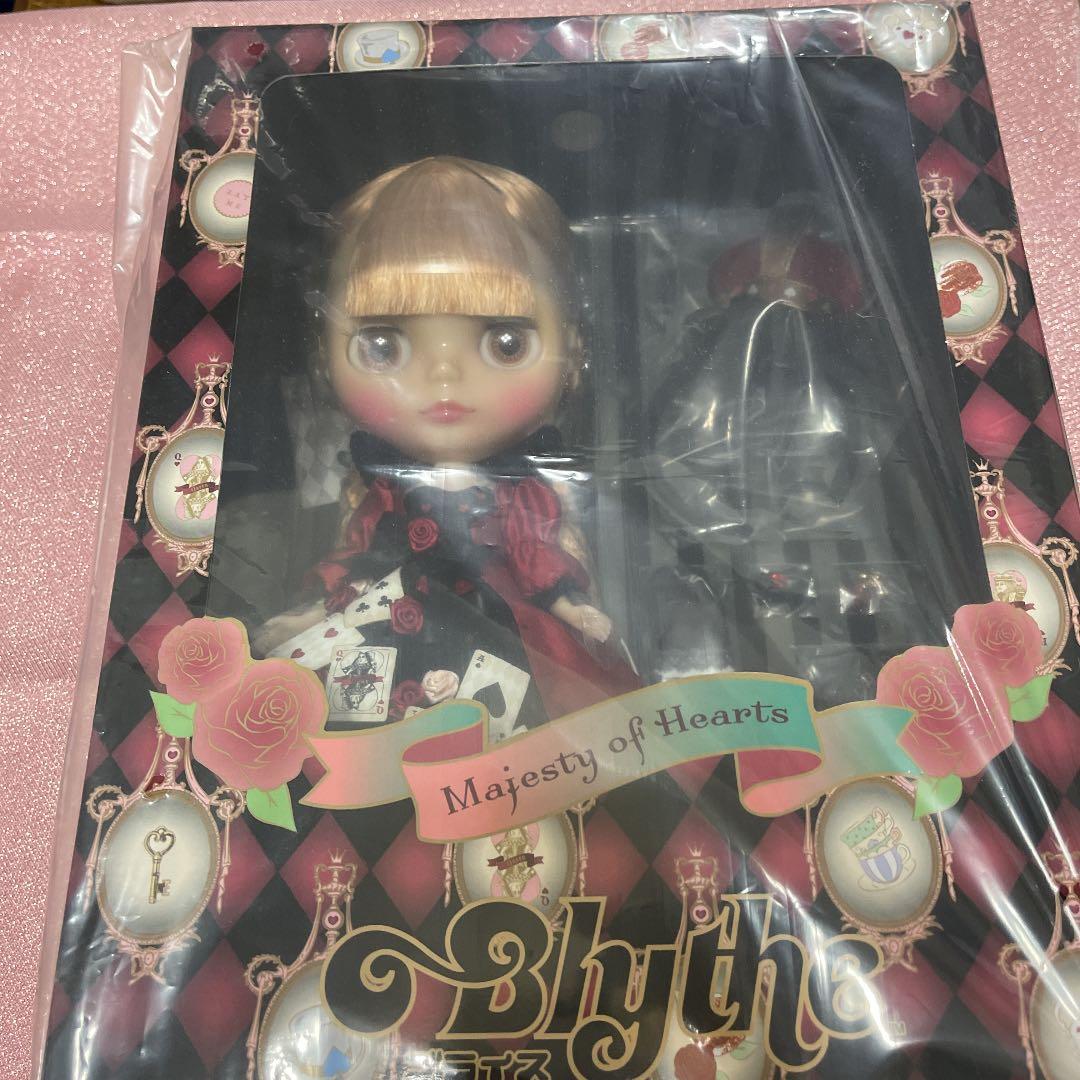 Q
Q
A
Majesty of Hearts
Q
Blythe
ブライス